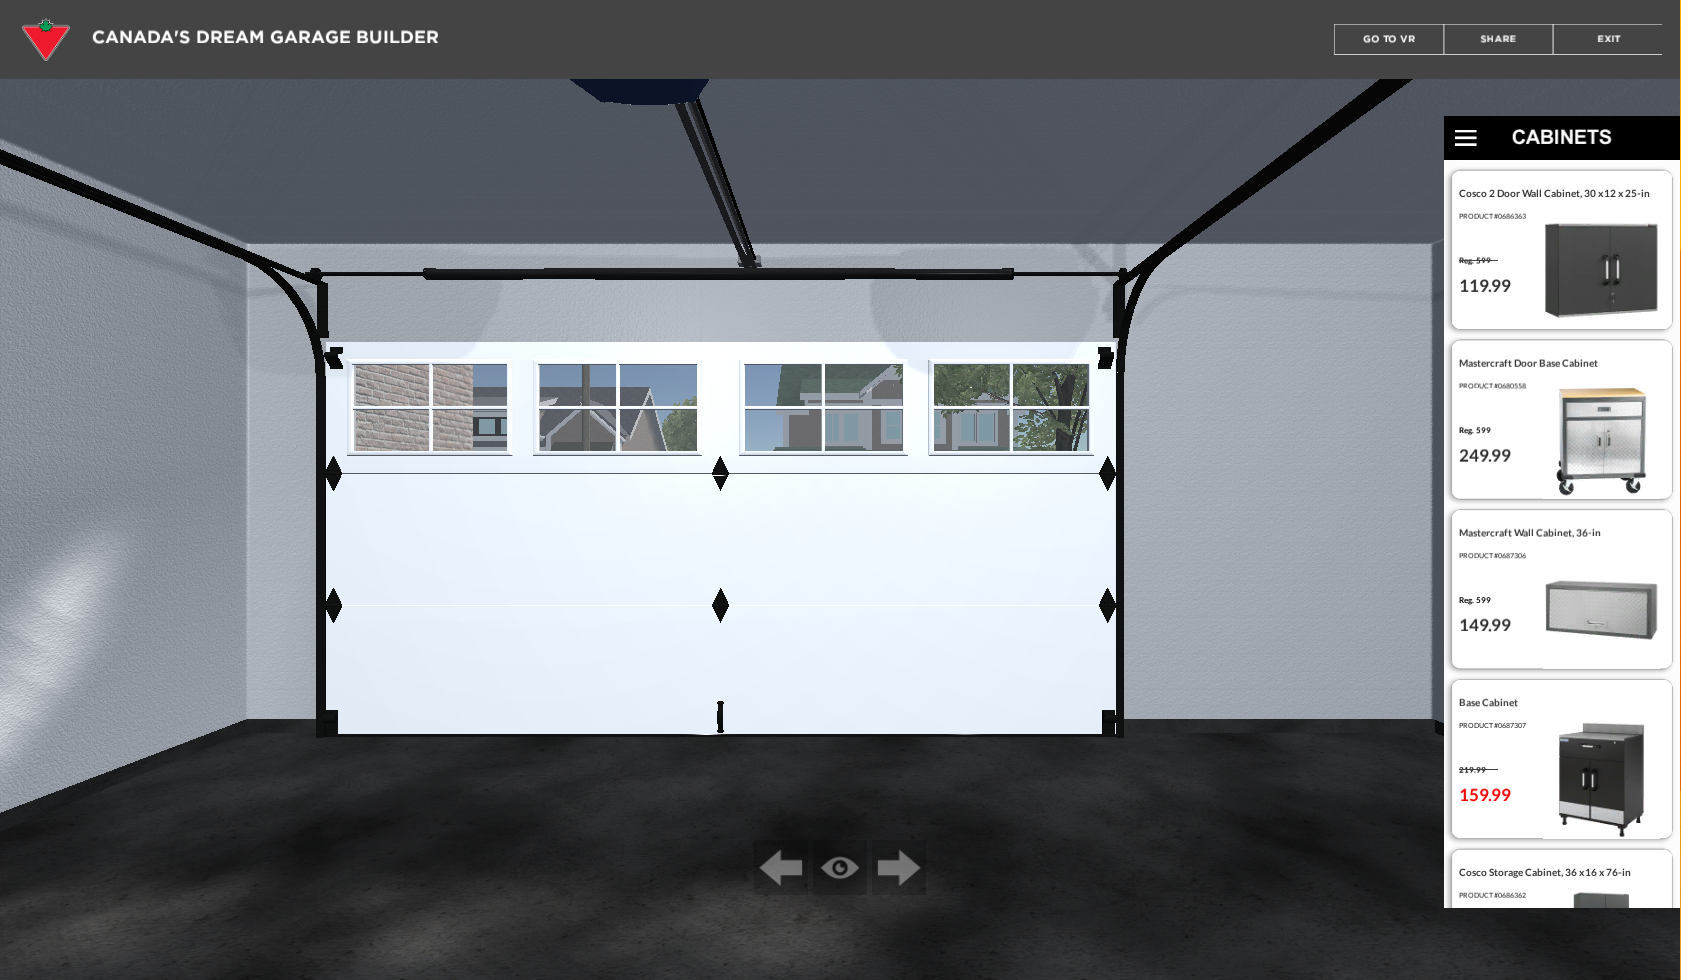 CANADA'S DREAM GARAGE BUILDER
GO TO VR
SHARE
EXIT
CABINETS
Cosco 2 Door Wall Cabinet, 30 x 12 x 25-in
PRODUCT #0686363
Reg. 599
119.99
Mastercraft Door Base Cabinet
PRODUCT #0680558
Reg. 599
249.99
Mastercraft Wall Cabinet, 36-in
PRODUCT #0687306
Reg. 599
149.99
Base Cabinet
PRODUCT #0687307
219.99
159.99
Cosco Storage Cabinet, 36 x 16 x 76-in
PRODUCT #0686362